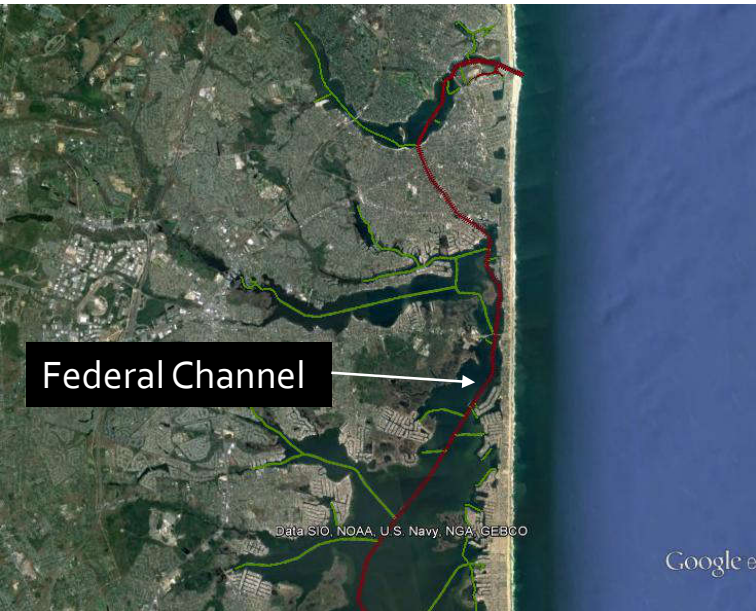 Federal Channel
Data SIO, NOAA, U.S. Navy, NGA, GEBCO
Google e